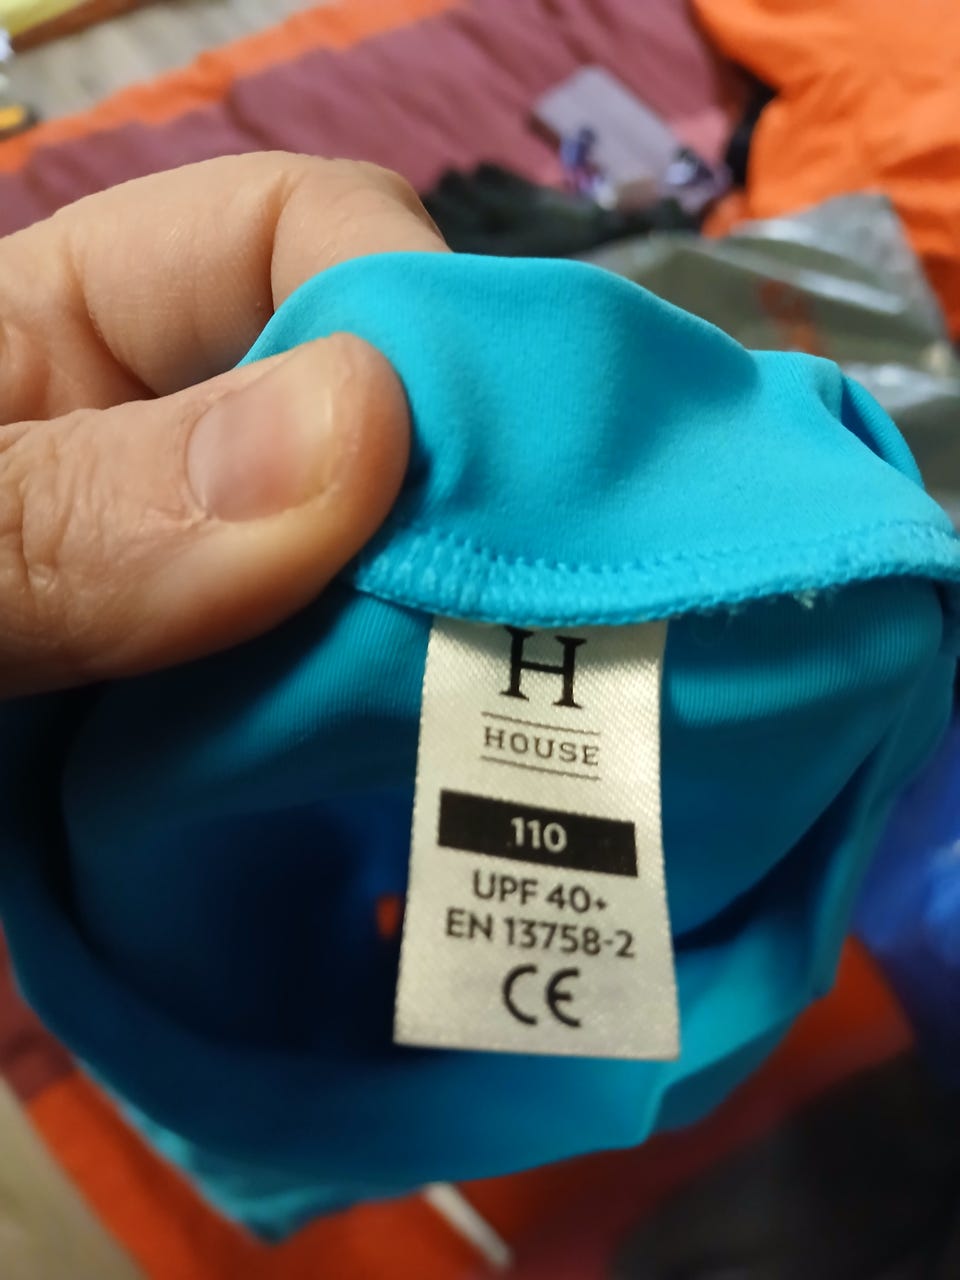 H
HOUSE
110
UPF 40+
EN 13758-2
CE